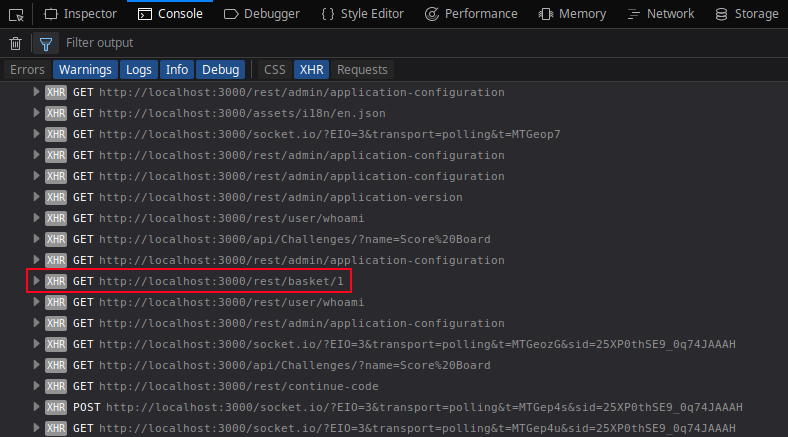 Inspector Console Debugger Style Editor Performance Memory Network Storage
Filter output
Errors Warnings Logs Info Debug CSS XHR Requests
XHR GET http://localhost:3000/rest/admin/application-configuration
XHR GET http://localhost:3000/assets/i18n/en.json
XHR GET http://localhost:3000/socket.io/?EIO=3&transport=polling&t=MTGeop7
XHR GET http://localhost:3000/rest/admin/application-configuration
XHR GET http://localhost:3000/rest/admin/application-configuration
XHR GET http://localhost:3000/rest/admin/application-version
XHR GET http://localhost:3000/rest/user/whoami
XHR GET http://localhost:3000/api/Challenges/?name=Score%20Board
XHR GET http://localhost:3000/rest/admin/application-configuration
XHR GET http://localhost:3000/rest/basket/1
XHR GET http://localhost:3000/rest/user/whoami
XHR GET http://localhost:3000/rest/admin/application-configuration
XHR GET http://localhost:3000/socket.io/?EIO=3&transport=polling&t=MTGeozG&sid=25XP0thSE9_0q74JAAAH
XHR GET http://localhost:3000/api/Challenges/?name=Score%20Board
XHR GET http://localhost:3000/rest/continue-code
XHR POST http://localhost:3000/socket.io/?EIO=3&transport=polling&t=MTGep4s&sid=25XP0thSE9_0q74JAAAH
XHR GET http://localhost:3000/socket.io/?EIO=3&transport=polling&t=MTGep4u&sid=25XP0thSE9_0q74JAAAH